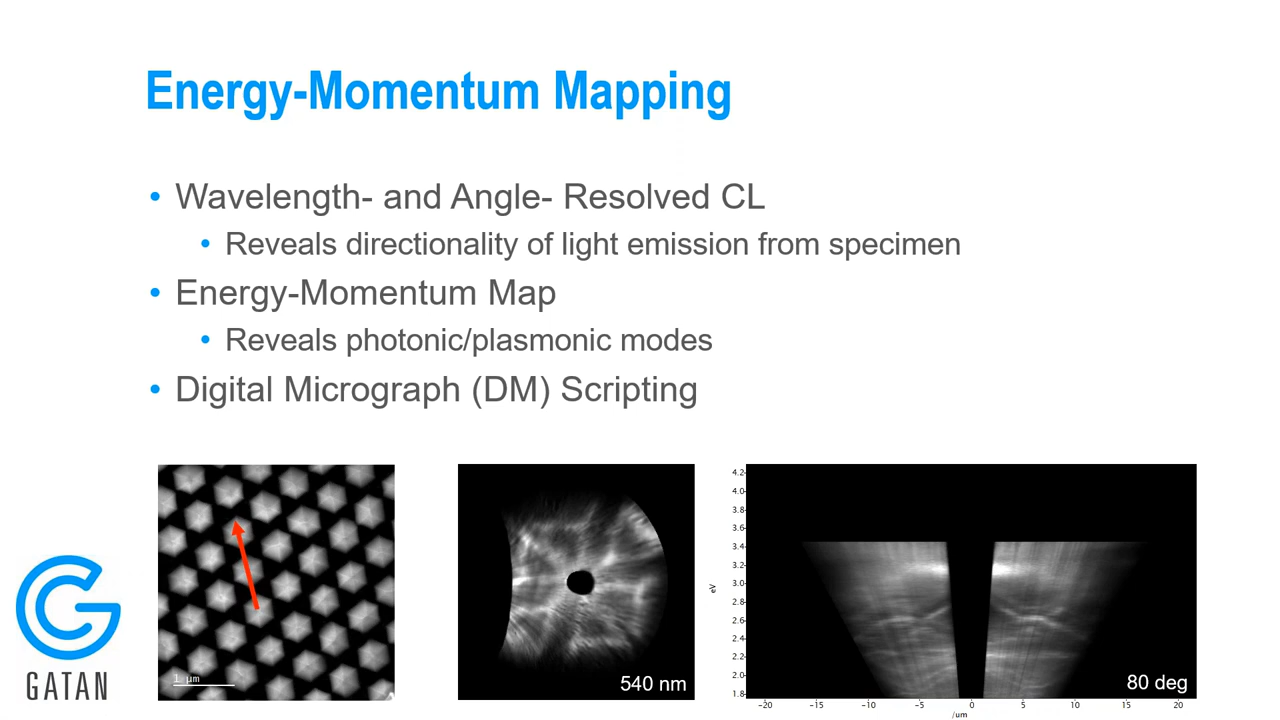 Energy-Momentum Mapping
• Wavelength- and Angle- Resolved CL
• Reveals directionality of light emission from specimen
• Energy-Momentum Map
• Reveals photonic/plasmonic modes
• Digital Micrograph (DM) Scripting
1 µm
540 nm
80 deg
4.2
4.0
3.8
3.6
3.4
3.2
3.0
2.8
2.6
2.4
2.2
2.0
1.8
eV
-20 -15 -10 -5 0 5 10 15 20
/um
GATAN